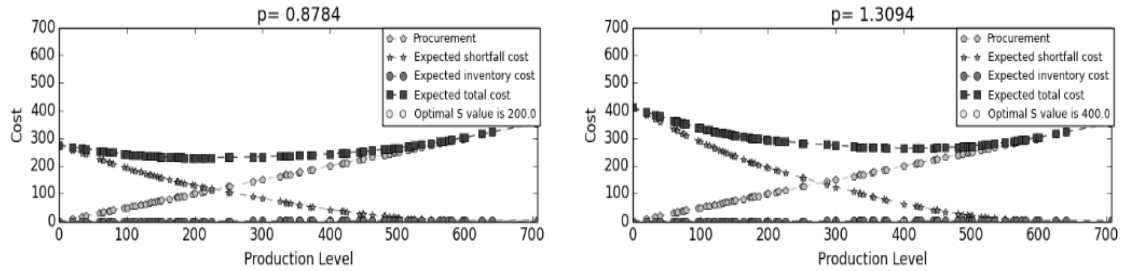 p= 0.8784
700
600
500
400
300
200
100
0
Cost
Procurement
Expected shortfall cost
Expected inventory cost
Expected total cost
Optimal S value is 200.0
0 100 200 300 400 500 600 700
Production Level
p= 1.3094
700
600
500
400
300
200
100
0
Cost
Procurement
Expected shortfall cost
Expected inventory cost
Expected total cost
Optimal S value is 400.0
0 100 200 300 400 500 600 700
Production Level